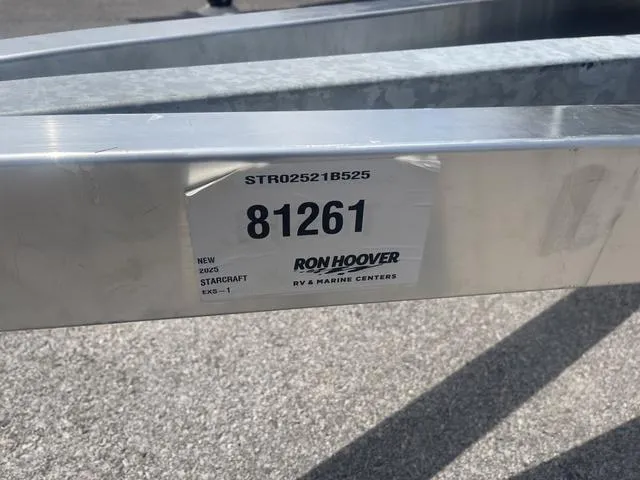 STR02521B525
81261
NEW
2025
STARCRAFT
EXS-1
RON HOOVER
RV & MARINE CENTERS